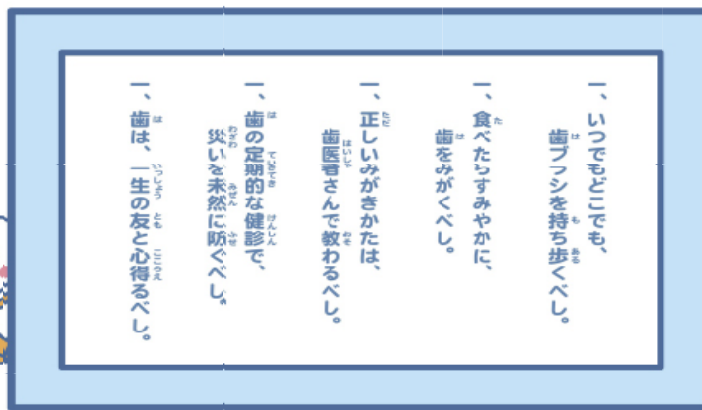 一、いつでもどこでも、
歯ブラシを持ち歩くべし。
一、食べたらすみやかに、
歯をみがくべし。
一、正しいみがきかたは、
歯医者さんで教わるべし。
一、歯の定期的な健診で、
災いを未然に防ぐべし。
一、歯は、一生の友と心得るべし。